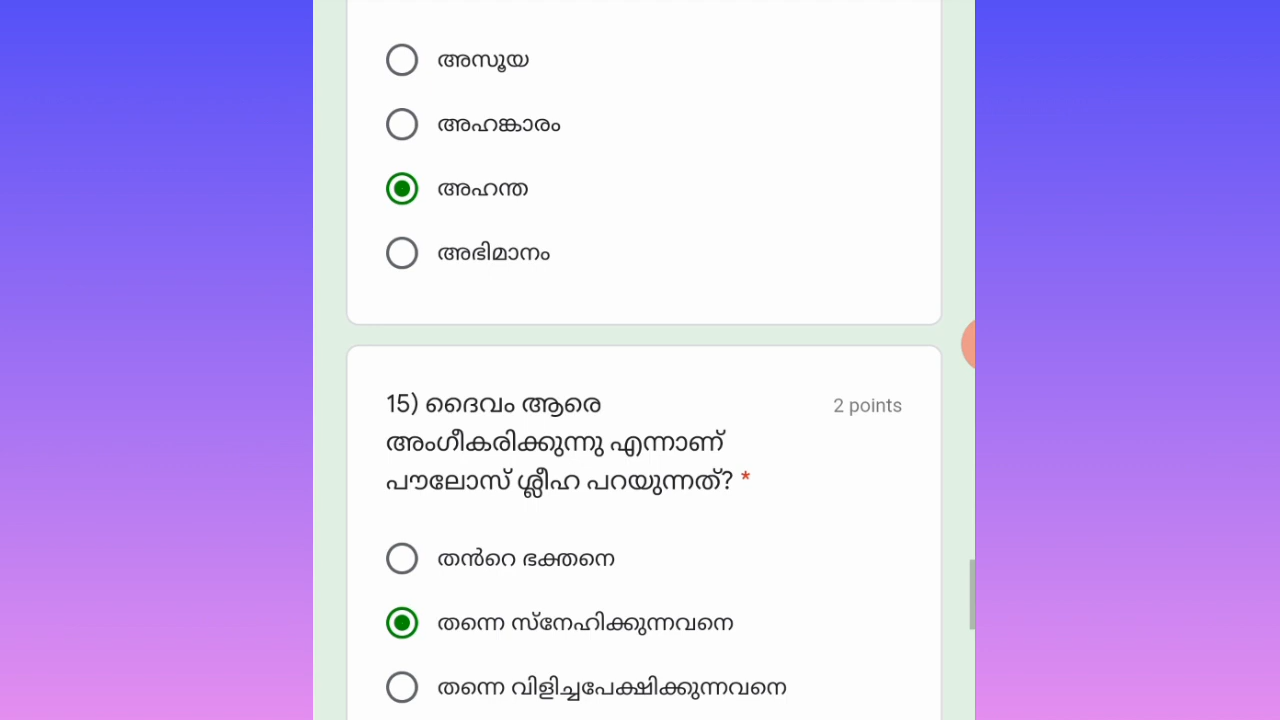 അസൂയ
അഹങ്കാരം
അഹന്ത
അഭിമാനം
15) ദൈവം ആരെ
2 points
അംഗീകരിക്കുന്നു എന്നാണ്
പൗലോസ് ശ്ലീഹ പറയുന്നത്? *
തൻറെ ഭക്തനെ
തന്നെ സ്നേഹിക്കുന്നവനെ
തന്നെ വിളിച്ചപേക്ഷിക്കുന്നവനെ